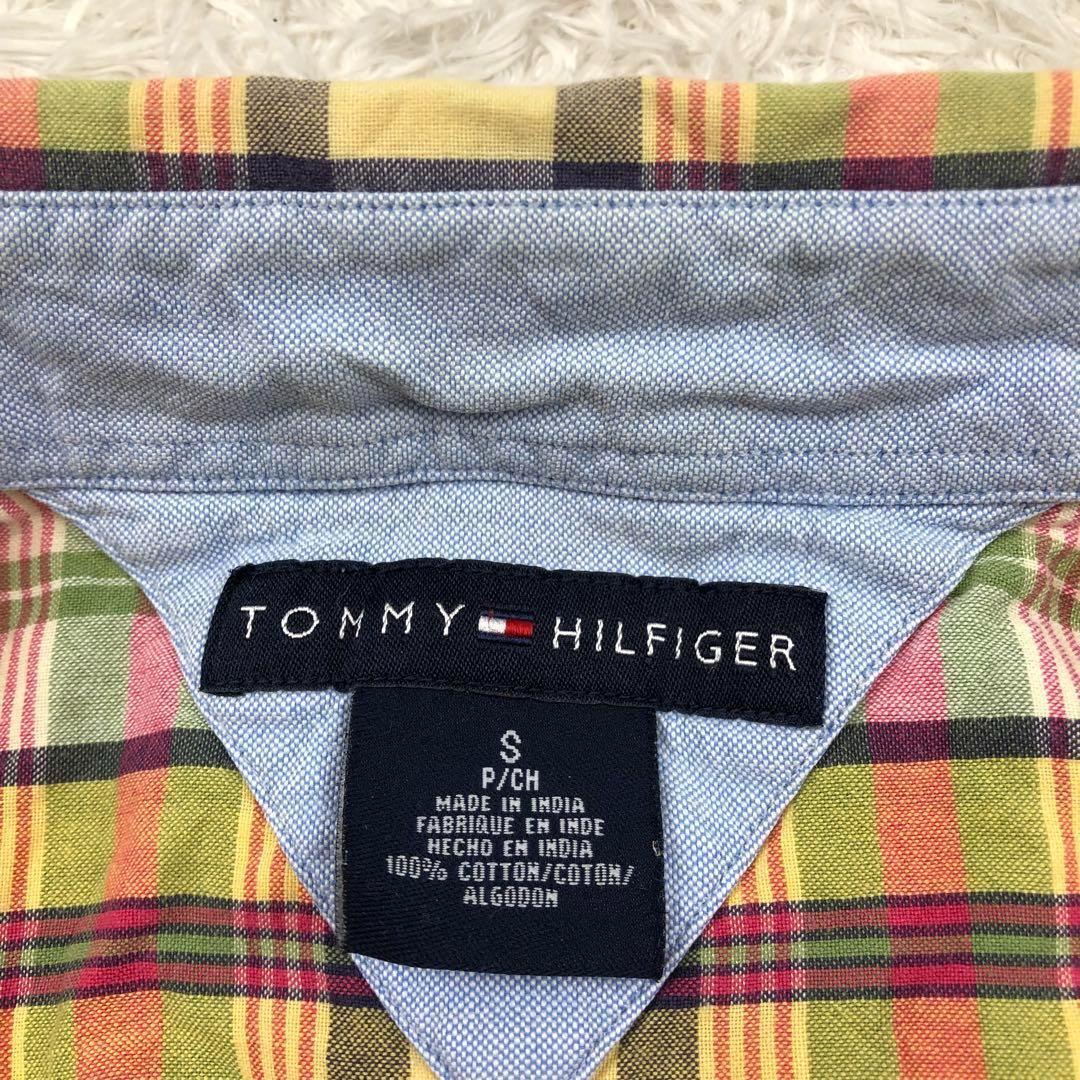 TOMMY HILFIGER
S
P/CH
MADE IN INDIA
FABRIQUE EN INDE
HECHO EN INDIA
100% COTTON/COTON/
ALGODON